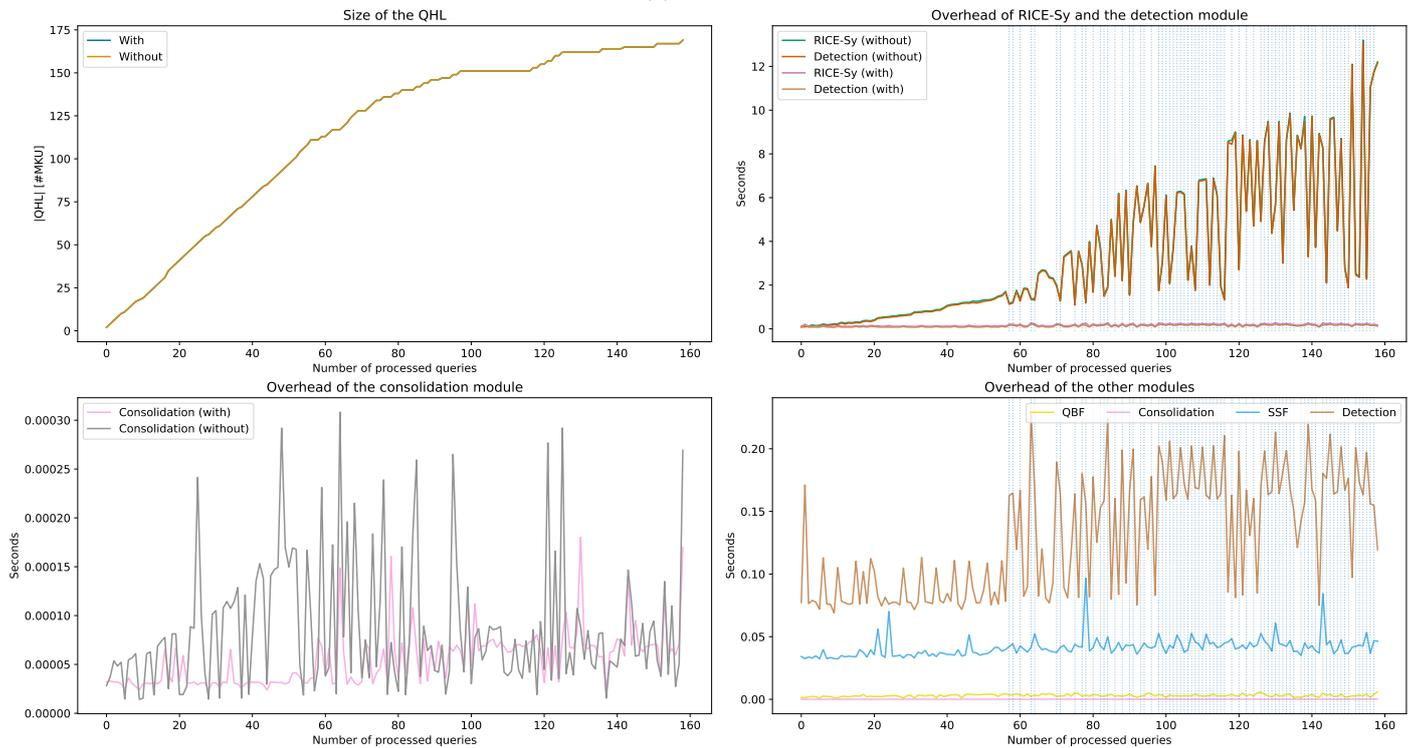 Size of the QHL
175
150
125
100
75
50
25
0
|QHL| [#MKU]
With
Without
0 20 40 60 80 100 120 140 160
Number of processed queries
Overhead of RICE-Sy and the detection module
12
10
8
6
4
2
0
Seconds
RICE-Sy (without)
Detection (without)
RICE-Sy (with)
Detection (with)
0 20 40 60 80 100 120 140 160
Number of processed queries
Overhead of the consolidation module
0.00030
0.00025
0.00020
0.00015
0.00010
0.00005
0.00000
Seconds
Consolidation (with)
Consolidation (without)
0 20 40 60 80 100 120 140 160
Number of processed queries
Overhead of the other modules
0.20
0.15
0.10
0.05
0.00
Seconds
QBF Consolidation SSF Detection
0 20 40 60 80 100 120 140 160
Number of processed queries